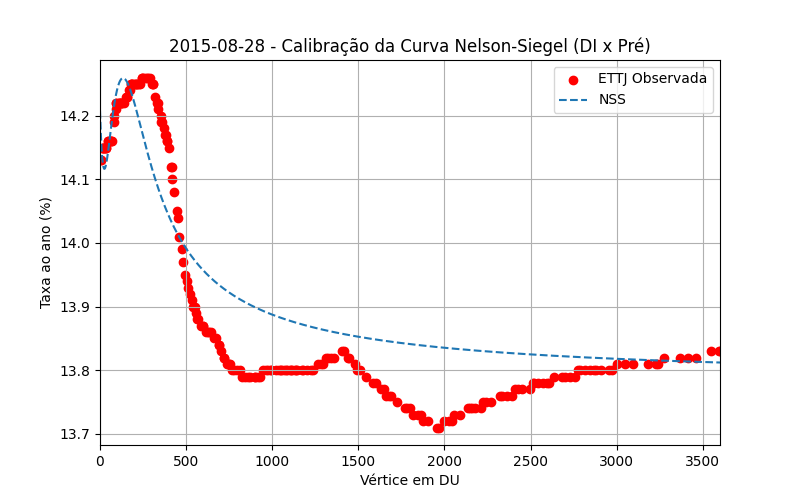 2015-08-28 - Calibração da Curva Nelson-Siegel (DI x Pré)
ETTJ Observada
NSS
Taxa ao ano (%)
14.2
14.1
14.0
13.9
13.8
13.7
0 500 1000 1500 2000 2500 3000 3500
Vértice em DU